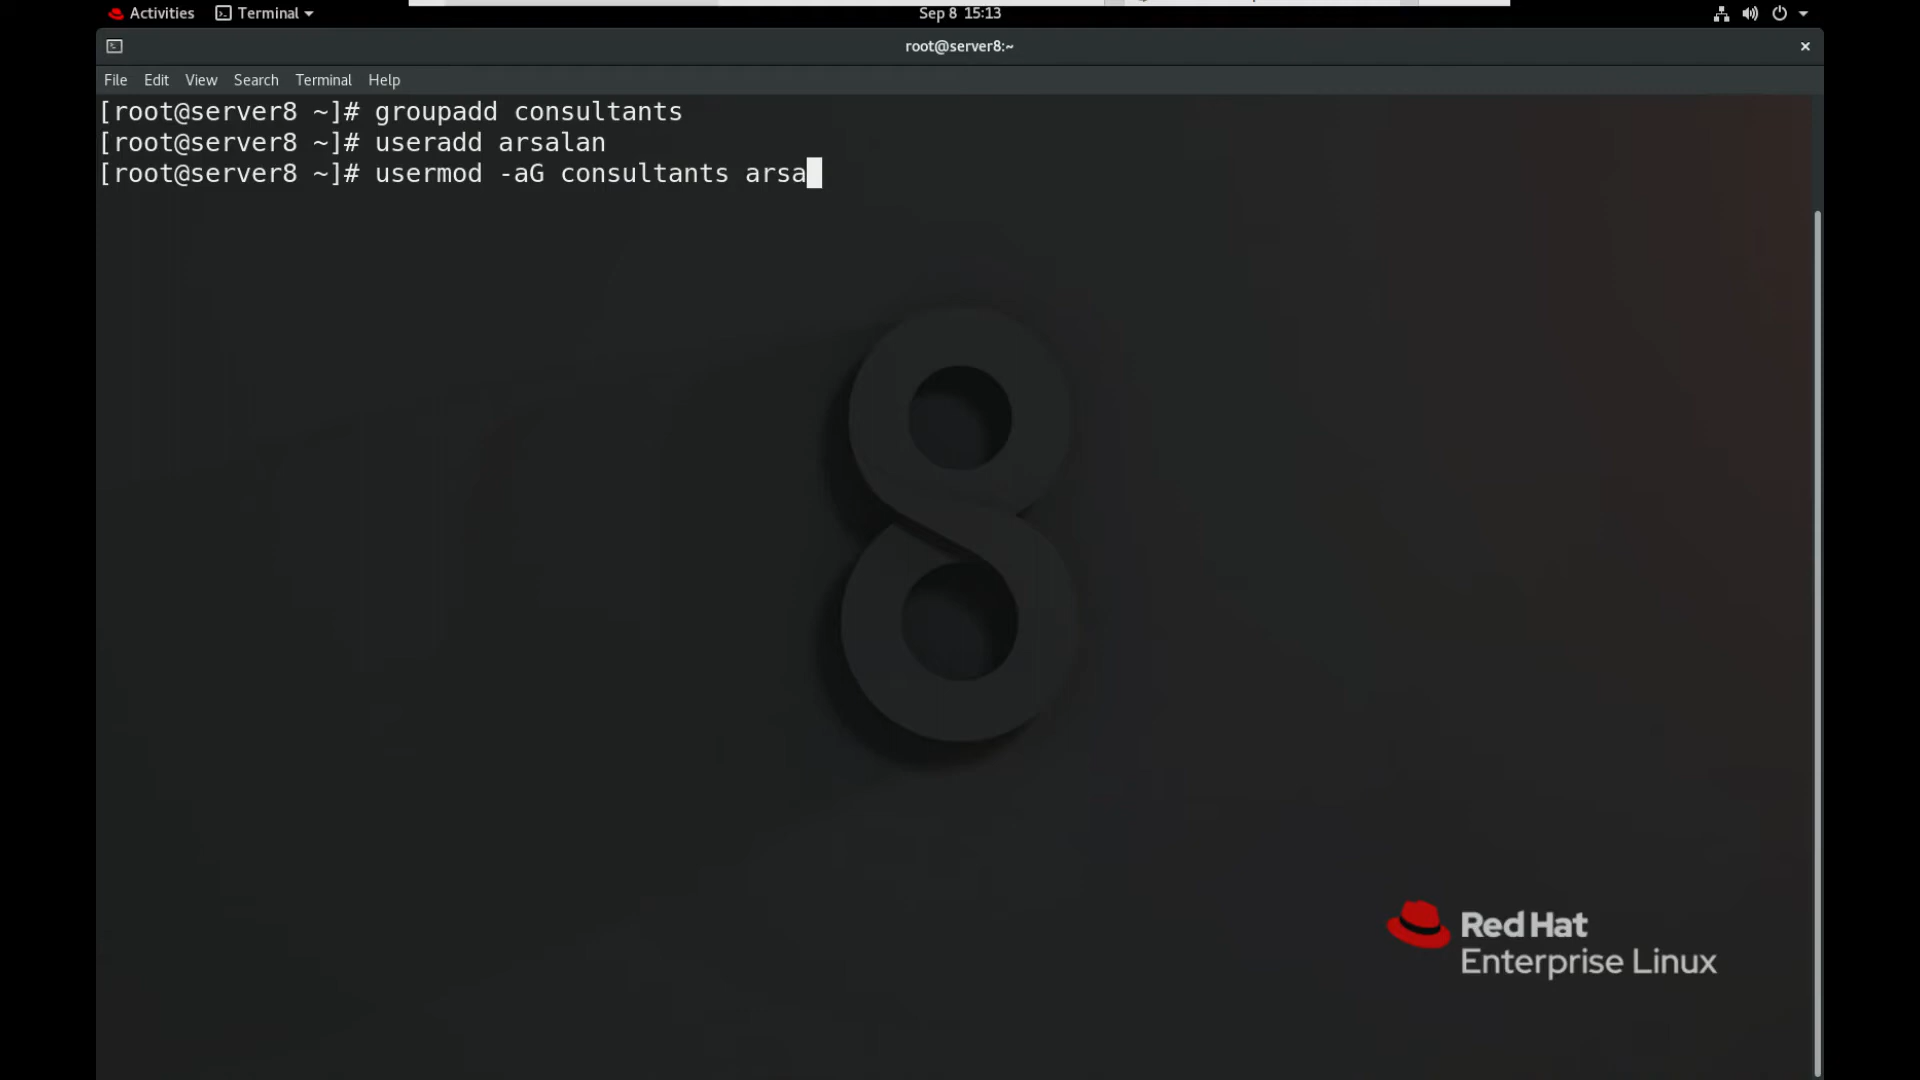 Activities Terminal Sep 8 15:13
root@server8:~ ×
File Edit View Search Terminal Help
[root@server8 ~]# groupadd consultants
[root@server8 ~]# useradd arsalan
[root@server8 ~]# usermod -aG consultants arsa
8
Red Hat
Enterprise Linux